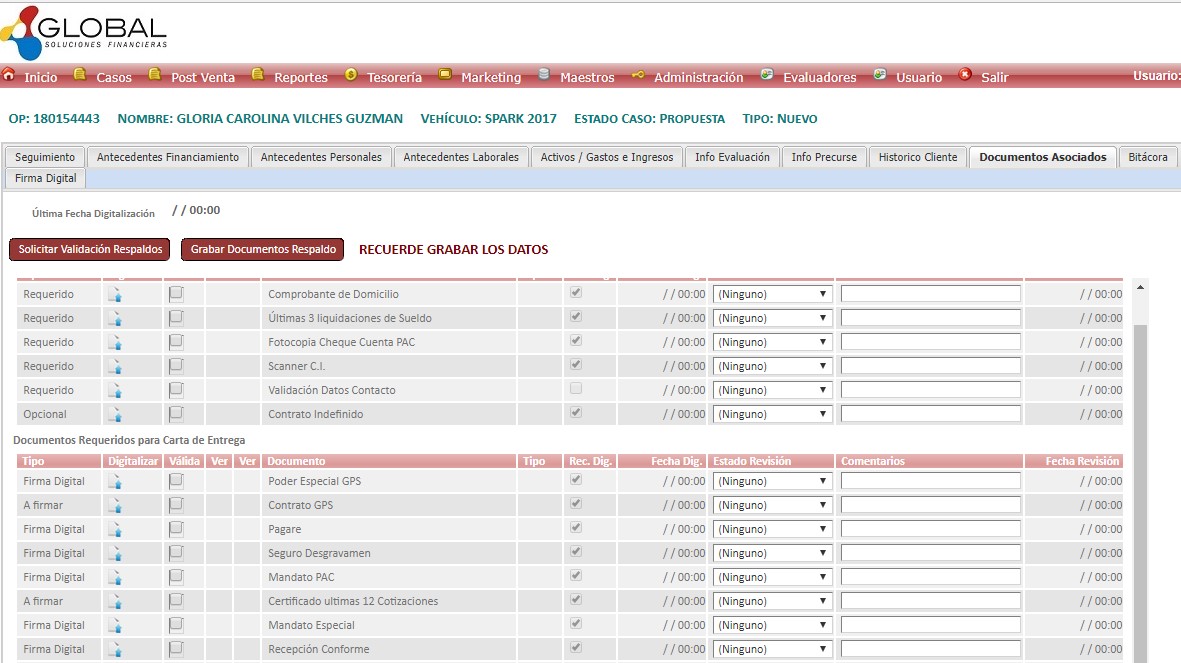 GLOBAL
SOLUCIONES FINANCIERAS
Inicio Casos Post Venta Reportes Tesorería Marketing Maestros Administración Evaluadores Usuario Salir Usuario:
OP: 180154443 NOMBRE: GLORIA CAROLINA VILCHES GUZMAN VEHÍCULO: SPARK 2017 ESTADO CASO: PROPUESTA TIPO: NUEVO
Seguimiento Antecedentes Financiamiento Antecedentes Personales Antecedentes Laborales Activos / Gastos e Ingresos Info Evaluación Info Precurse Historico Cliente Documentos Asociados Bitácora
Firma Digital
Última Fecha Digitalización / / 00:00
Solicitar Validación Respaldos Grabar Documentos Respaldo RECUERDE GRABAR LOS DATOS
Requerido Comprobante de Domicilio / / 00:00 (Ninguno) / / 00:00
Requerido Últimas 3 liquidaciones de Sueldo / / 00:00 (Ninguno) / / 00:00
Requerido Fotocopia Cheque Cuenta PAC / / 00:00 (Ninguno) / / 00:00
Requerido Scanner C.I. / / 00:00 (Ninguno) / / 00:00
Requerido Validación Datos Contacto / / 00:00 (Ninguno) / / 00:00
Opcional Contrato Indefinido / / 00:00 (Ninguno) / / 00:00
Documentos Requeridos para Carta de Entrega
Tipo Digitalizar Válida Ver Ver Documento Tipo Rec. Dig. Fecha Dig. Estado Revisión Comentarios Fecha Revisión
Firma Digital Poder Especial GPS / / 00:00 (Ninguno) / / 00:00
A firmar Contrato GPS / / 00:00 (Ninguno) / / 00:00
Firma Digital Pagare / / 00:00 (Ninguno) / / 00:00
Firma Digital Seguro Desgravamen / / 00:00 (Ninguno) / / 00:00
Firma Digital Mandato PAC / / 00:00 (Ninguno) / / 00:00
A firmar Certificado ultimas 12 Cotizaciones / / 00:00 (Ninguno) / / 00:00
Firma Digital Mandato Especial / / 00:00 (Ninguno) / / 00:00
Firma Digital Recepción Conforme / / 00:00 (Ninguno) / / 00:00